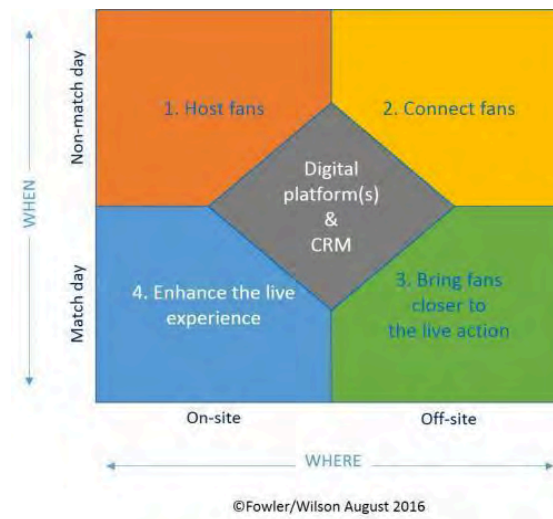 Non-match day
1. Host fans
2. Connect fans
Digital
platform(s)
&
CRM
WHEN
Match day
4. Enhance the live
experience
3. Bring fans
closer to
the live action
On-site
Off-site
WHERE
©Fowler/Wilson August 2016